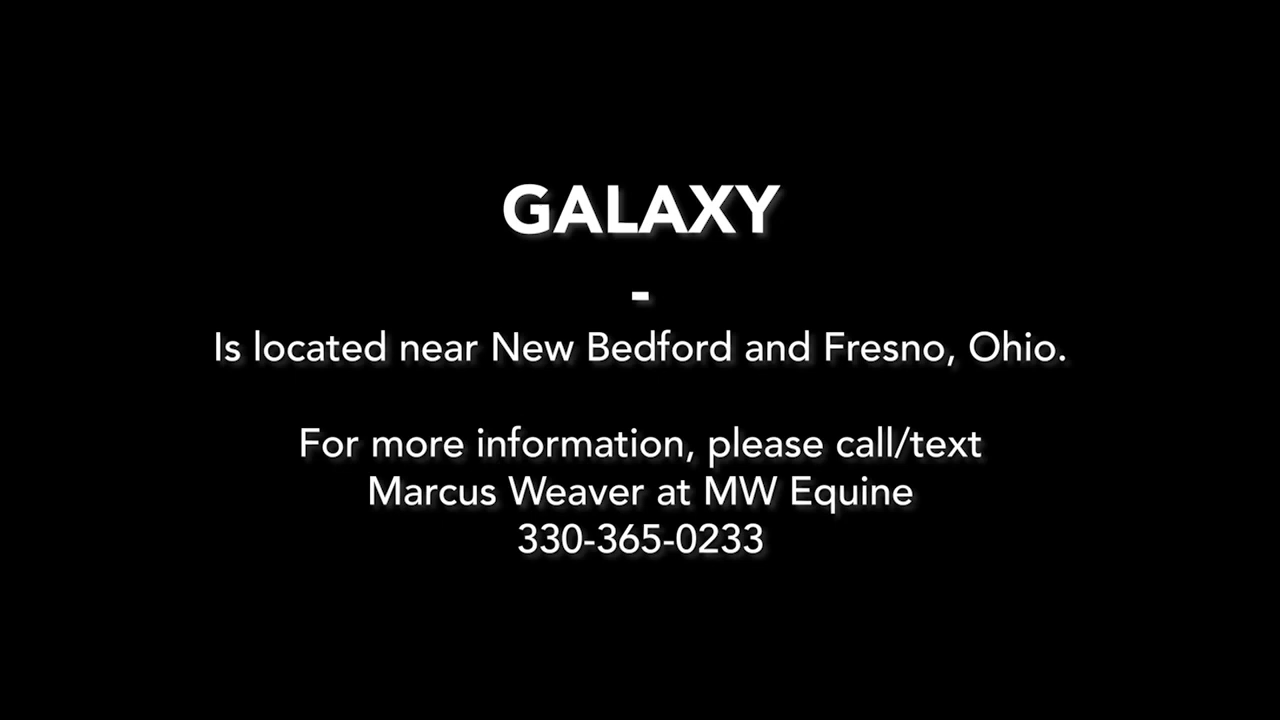 GALAXY
-
Is located near New Bedford and Fresno, Ohio.
For more information, please call/text
Marcus Weaver at MW Equine
330-365-0233